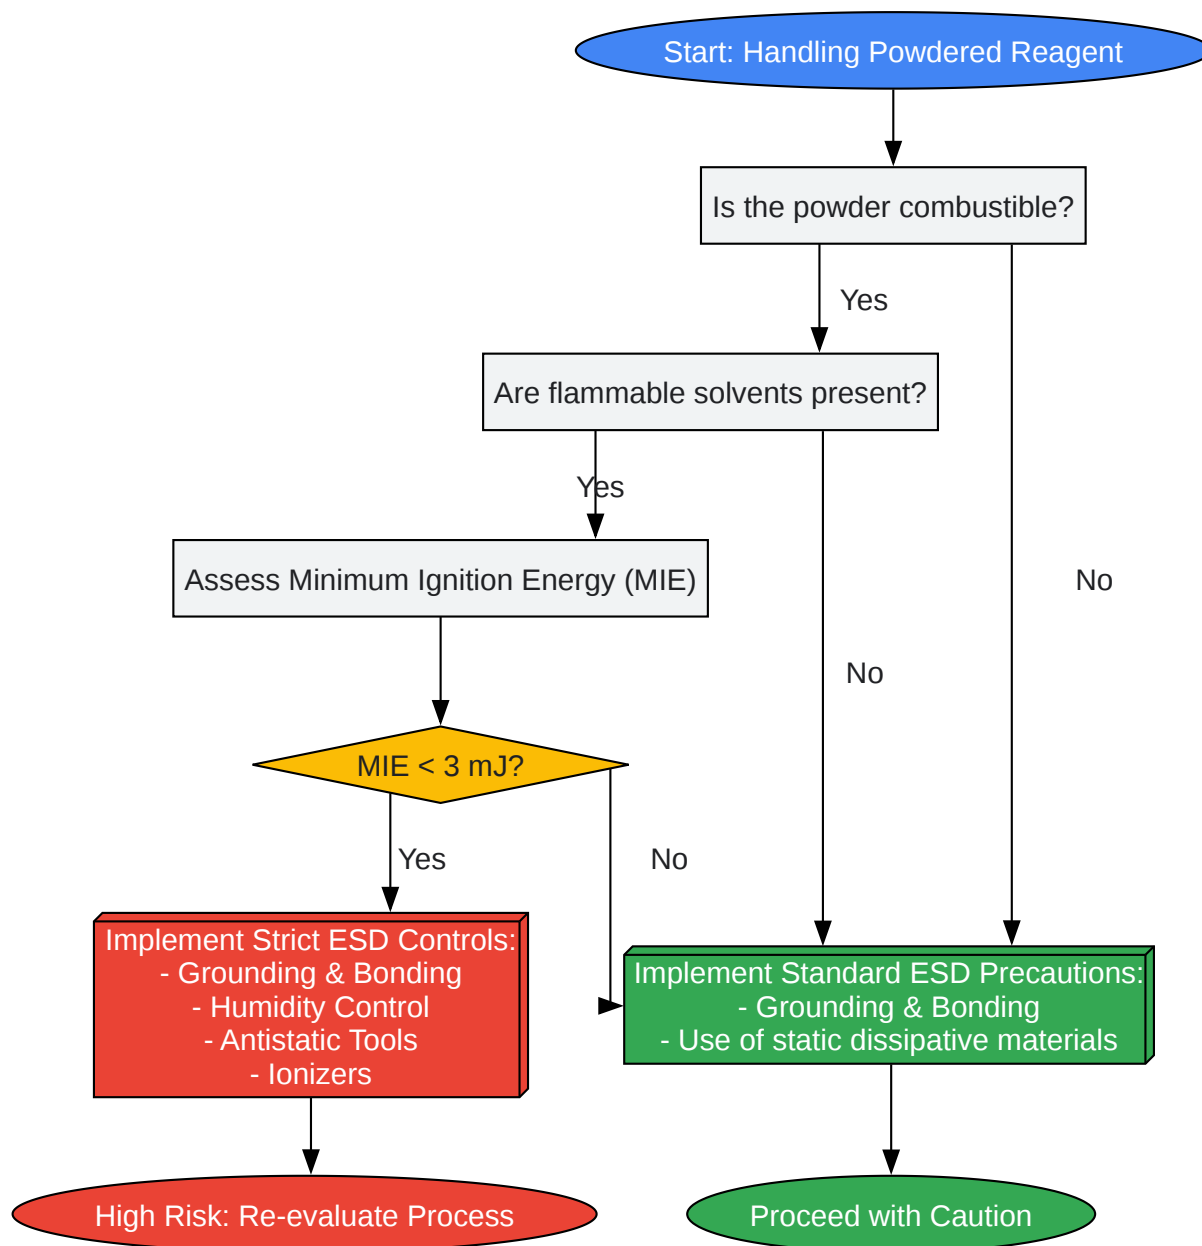 Start: Handling Powdered Reagent
Is the powder combustible?
Yes
Are flammable solvents present?
Yes
Assess Minimum Ignition Energy (MIE)
No
No
MIE < 3 mJ?
Yes
No
Implement Strict ESD Controls:
- Grounding & Bonding
- Humidity Control
- Antistatic Tools
- Ionizers
Implement Standard ESD Precautions:
- Grounding & Bonding
- Use of static dissipative materials
High Risk: Re-evaluate Process
Proceed with Caution